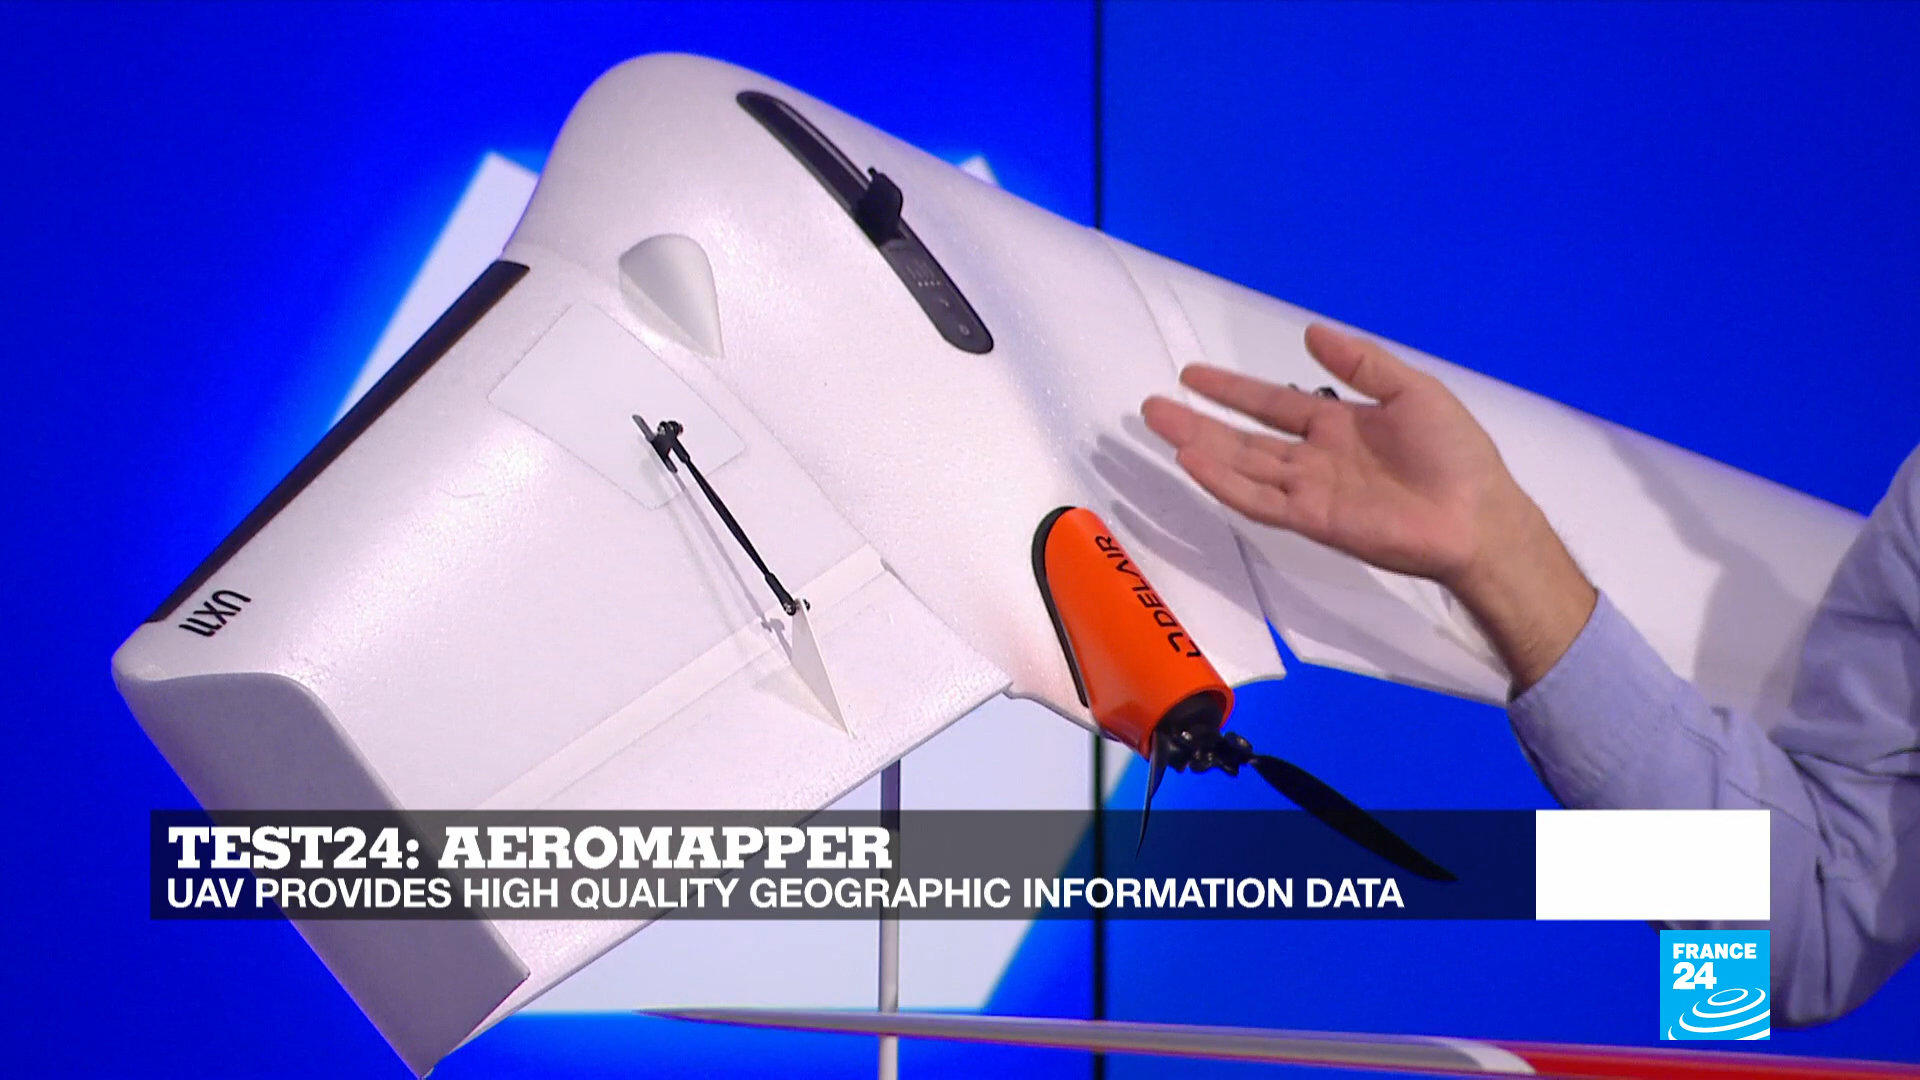 UX11
DELAIR
TEST24: AEROMAPPER
UAV PROVIDES HIGH QUALITY GEOGRAPHIC INFORMATION DATA
FRANCE
24